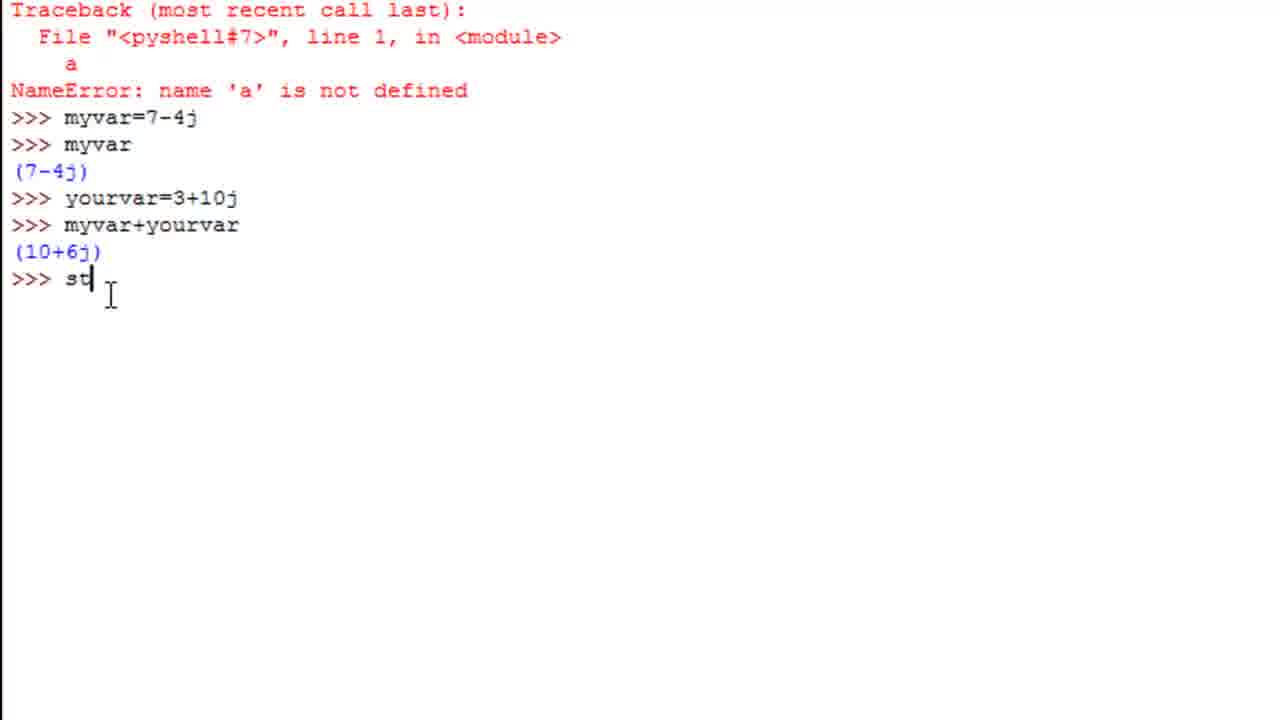 Traceback (most recent call last):
  File "<pyshell#7>", line 1, in <module>
    a
NameError: name 'a' is not defined
>>> myvar=7-4j
>>> myvar
(7-4j)
>>> yourvar=3+10j
>>> myvar+yourvar
(10+6j)
>>> st